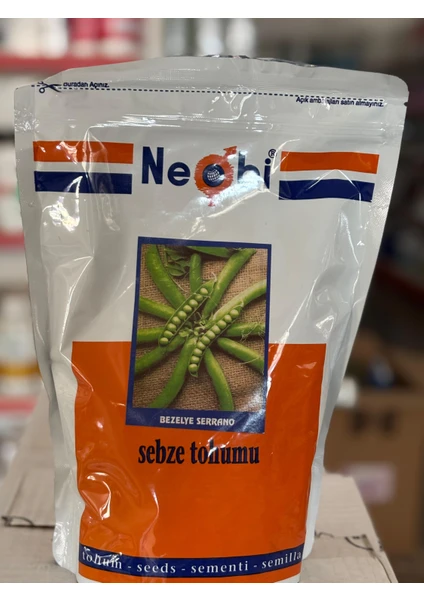 buradan Açınız.
Açık ambalajları satın almayınız.
Neobi®
BEZELYE SERRANO
sebze tohumu
tohum - seeds - sementi - semilla